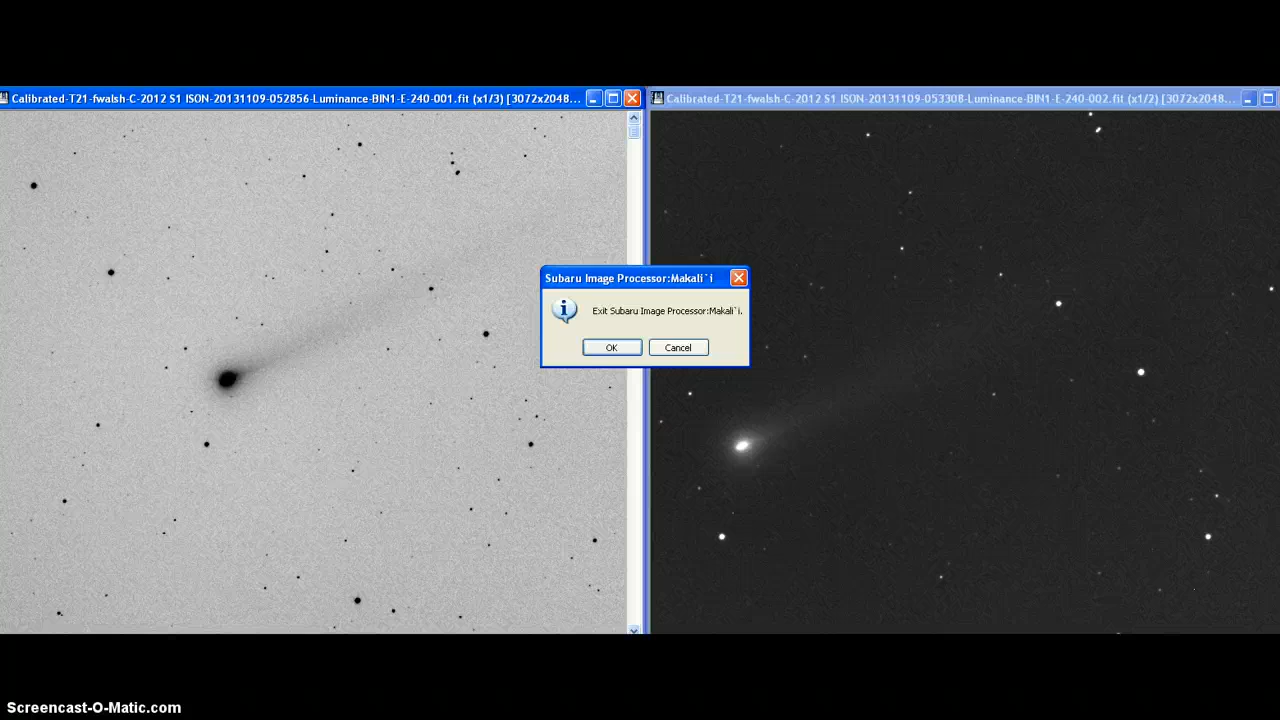 Calibrated-T21-fwalsh-C-2012 S1 ISON-20131109-052856-Luminance-BIN1-E-240-001.fit (x1/3) [3072x2048...
Calibrated-T21-fwalsh-C-2012 S1 ISON-20131109-053308-Luminance-BIN1-E-240-002.fit (x1/2) [3072x2048...
Subaru Image Processor:Makali`i
Exit Subaru Image Processor:Makali`i.
OK
Cancel
Screencast-O-Matic.com